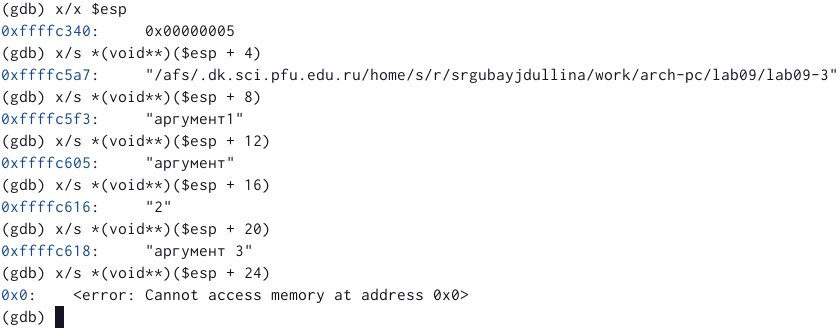 (gdb) x/x $esp
0xffffc340:     0x00000005
(gdb) x/s *(void**)($esp + 4)
0xffffc5a7:     "/afs/.dk.sci.pfu.edu.ru/home/s/r/srgubayjdullina/work/arch-pc/lab09/lab09-3"
(gdb) x/s *(void**)($esp + 8)
0xffffc5f3:     "аргумент1"
(gdb) x/s *(void**)($esp + 12)
0xffffc605:     "аргумент"
(gdb) x/s *(void**)($esp + 16)
0xffffc616:     "2"
(gdb) x/s *(void**)($esp + 20)
0xffffc618:     "аргумент 3"
(gdb) x/s *(void**)($esp + 24)
0x0:    <error: Cannot access memory at address 0x0>
(gdb)